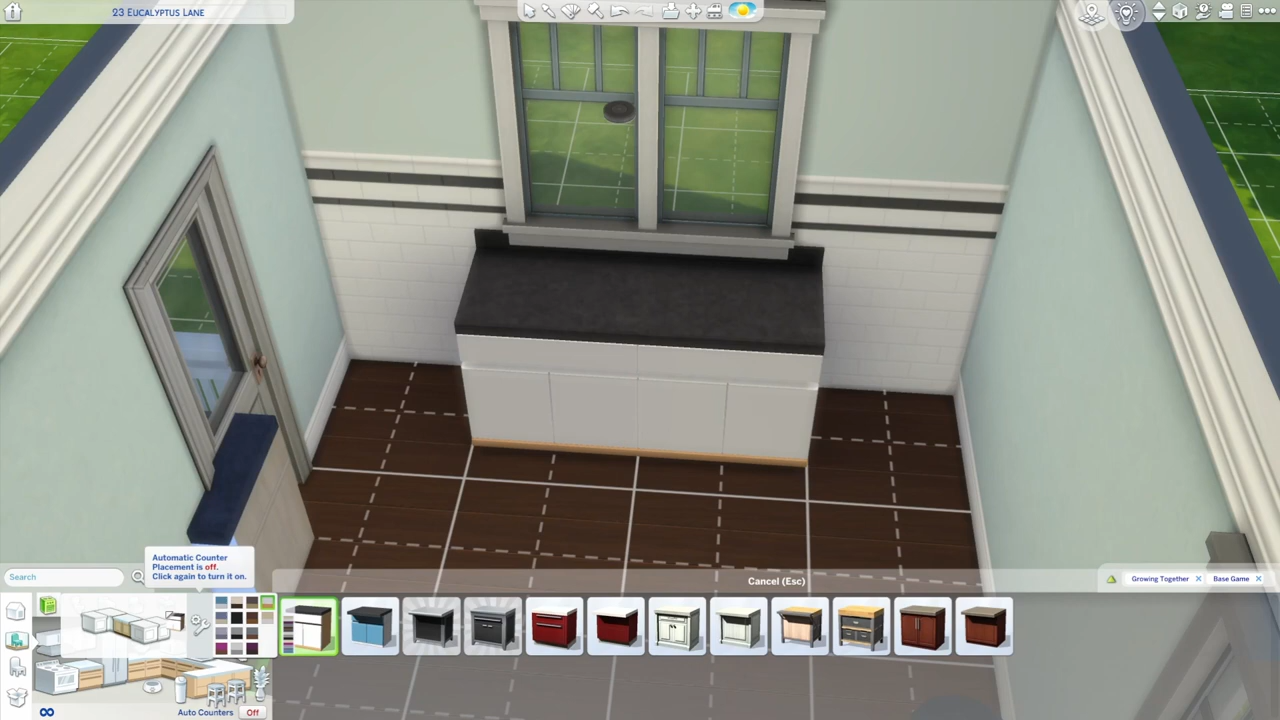 23 Eucalyptus Lane
Automatic Counter
Placement is off.
Click again to turn it on.
Search
Cancel (Esc)
Growing Together
Base Game
Auto Counters
Off